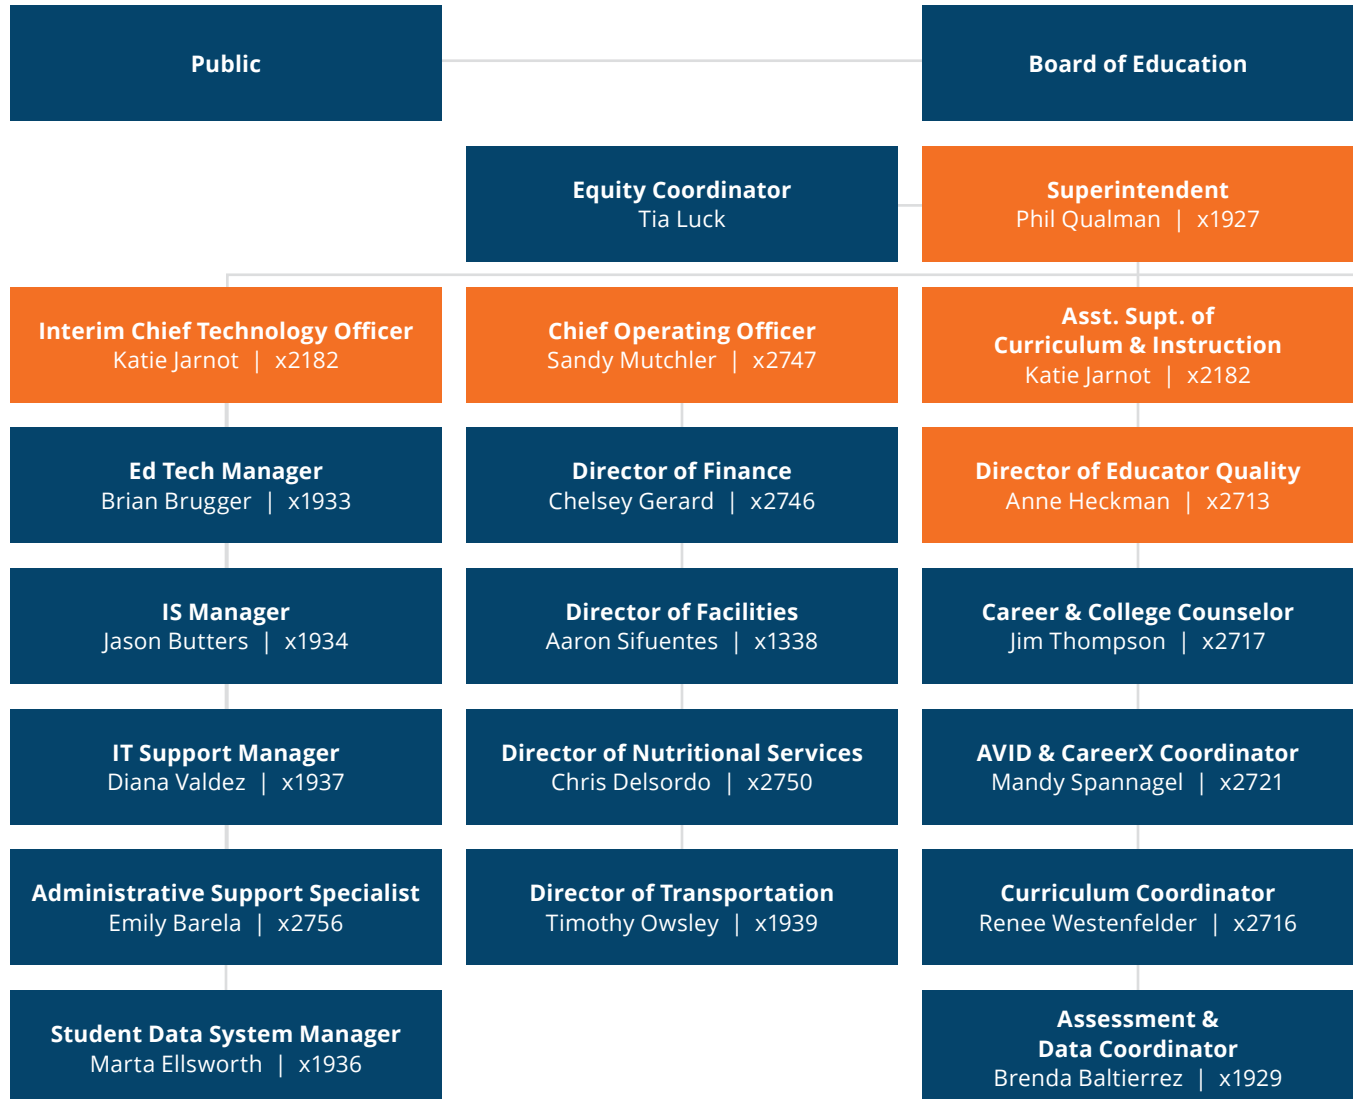 Public
Board of Education
Equity Coordinator
Tia Luck
Superintendent
Phil Qualman | x1927
Interim Chief Technology Officer
Katie Jarnot | x2182
Chief Operating Officer
Sandy Mutchler | x2747
Asst. Supt. of
Curriculum & Instruction
Katie Jarnot | x2182
Ed Tech Manager
Brian Brugger | x1933
Director of Finance
Chelsey Gerard | x2746
Director of Educator Quality
Anne Heckman | x2713
IS Manager
Jason Butters | x1934
Director of Facilities
Aaron Sifuentes | x1338
Career & College Counselor
Jim Thompson | x2717
IT Support Manager
Diana Valdez | x1937
Director of Nutritional Services
Chris Delsordo | x2750
AVID & CareerX Coordinator
Mandy Spannagel | x2721
Administrative Support Specialist
Emily Barela | x2756
Director of Transportation
Timothy Owsley | x1939
Curriculum Coordinator
Renee Westenfelder | x2716
Student Data System Manager
Marta Ellsworth | x1936
Assessment &
Data Coordinator
Brenda Baltierrez | x1929